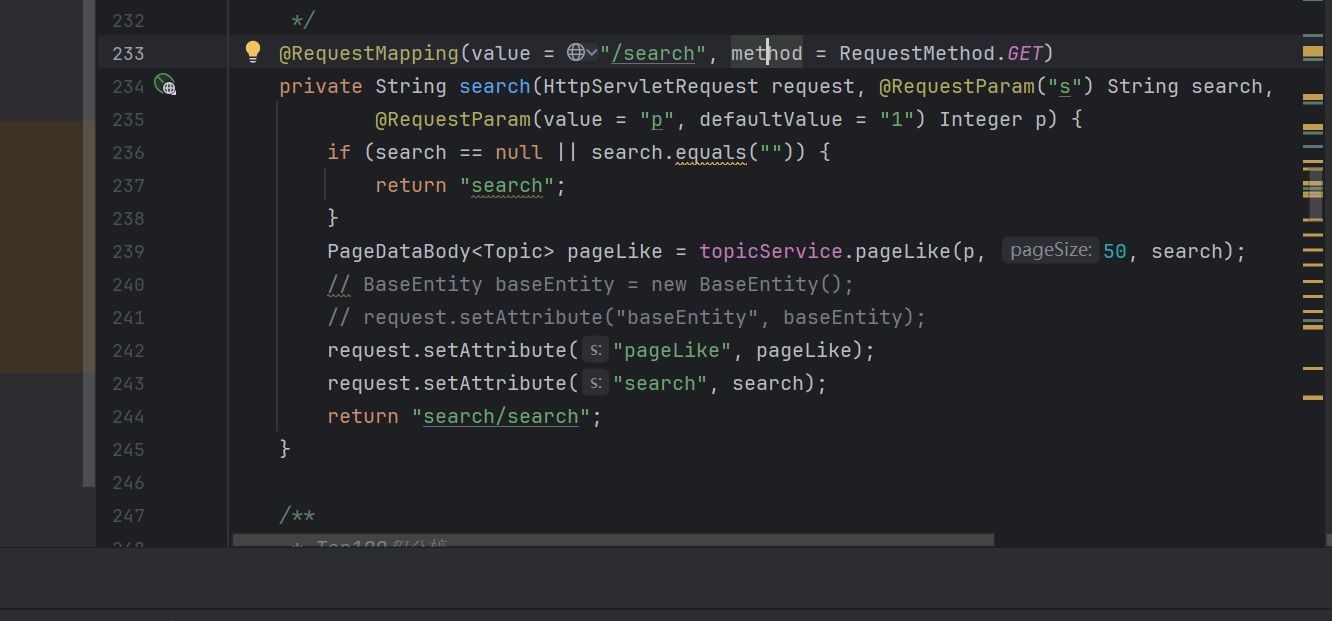 232 */
233 @RequestMapping(value = "/search", method = RequestMethod.GET)
234 private String search(HttpServletRequest request, @RequestParam("s") String search,
235 @RequestParam(value = "p", defaultValue = "1") Integer p) {
236 if (search == null || search.equals("")) {
237 return "search";
238 }
239 PageDataBody<Topic> pageLike = topicService.pageLike(p, pageSize: 50, search);
240 // BaseEntity baseEntity = new BaseEntity();
241 // request.setAttribute("baseEntity", baseEntity);
242 request.setAttribute( s: "pageLike", pageLike);
243 request.setAttribute( s: "search", search);
244 return "search/search";
245 }
246
247 /**
248 * Top100